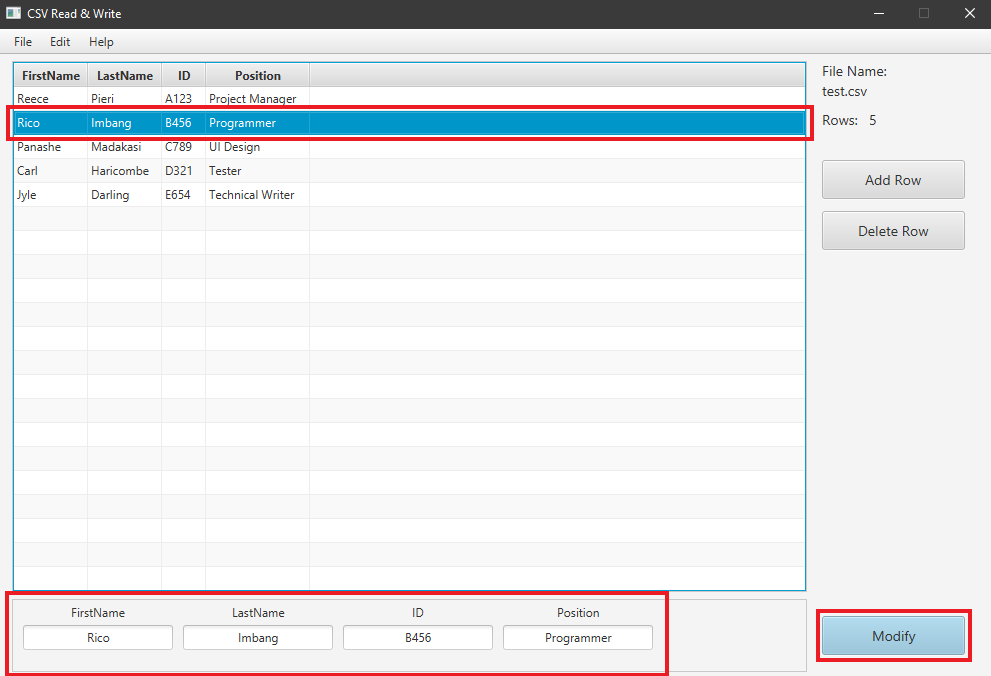 CSV Read & Write
File Edit Help
FirstName LastName ID Position
Reece Pieri A123 Project Manager
Rico Imbang B456 Programmer
Panashe Madakasi C789 UI Design
Carl Haricombe D321 Tester
Jyle Darling E654 Technical Writer
File Name:
test.csv
Rows: 5
Add Row
Delete Row
FirstName LastName ID Position
Rico Imbang B456 Programmer
Modify